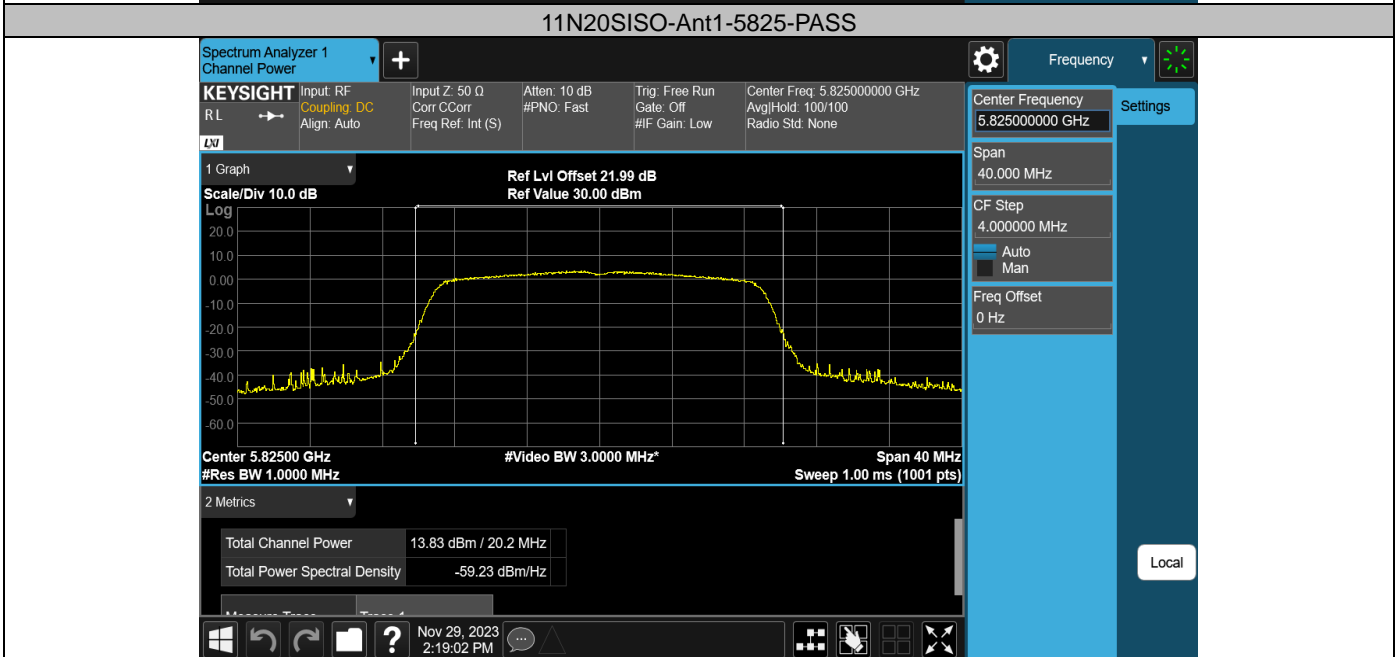 11N20SISO-Ant1-5825-PASS
Spectrum Analyzer 1
Channel Power
Frequency
KEYSIGHT
RL
LXI
Input: RF
Coupling: DC
Align: Auto
Input Z: 50 Ω
Corr CCorr
Freq Ref: Int (S)
Atten: 10 dB
#PNO: Fast
Trig: Free Run
Gate: Off
#IF Gain: Low
Center Freq: 5.825000000 GHz
Avg|Hold: 100/100
Radio Std: None
Center Frequency
5.825000000 GHz
Settings
Span
40.000 MHz
CF Step
4.000000 MHz
Auto
Man
Freq Offset
0 Hz
1 Graph
Scale/Div 10.0 dB
Ref Lvl Offset 21.99 dB
Ref Value 30.00 dBm
Log
20.0
10.0
0.00
-10.0
-20.0
-30.0
-40.0
-50.0
-60.0
Center 5.82500 GHz
#Video BW 3.0000 MHz*
Span 40 MHz
#Res BW 1.0000 MHz
Sweep 1.00 ms (1001 pts)
2 Metrics
Total Channel Power
13.83 dBm / 20.2 MHz
Total Power Spectral Density
-59.23 dBm/Hz
Measure Trace
Trace 1
Local
?
Nov 29, 2023
2:19:02 PM